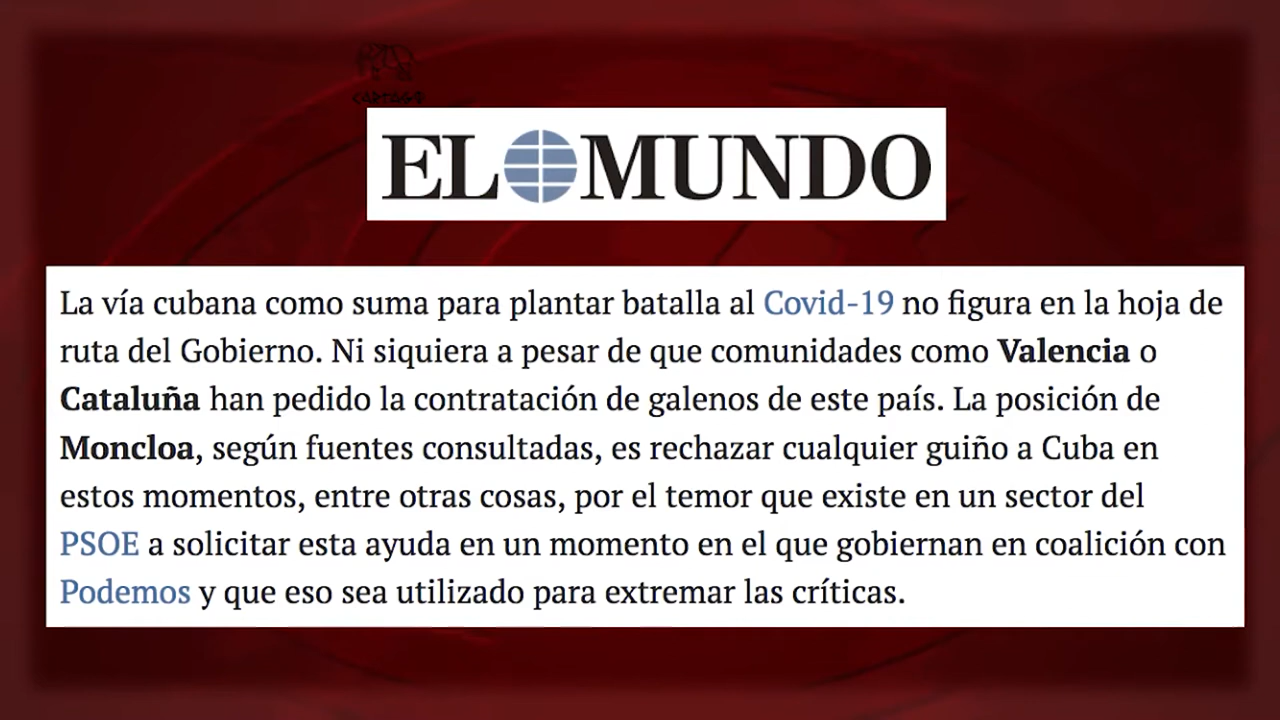 EL MUNDO
La vía cubana como suma para plantar batalla al Covid-19 no figura en la hoja de
ruta del Gobierno. Ni siquiera a pesar de que comunidades como Valencia o
Cataluña han pedido la contratación de galenos de este país. La posición de
Moncloa, según fuentes consultadas, es rechazar cualquier guiño a Cuba en
estos momentos, entre otras cosas, por el temor que existe en un sector del
PSOE a solicitar esta ayuda en un momento en el que gobiernan en coalición con
Podemos y que eso sea utilizado para extremar las críticas.